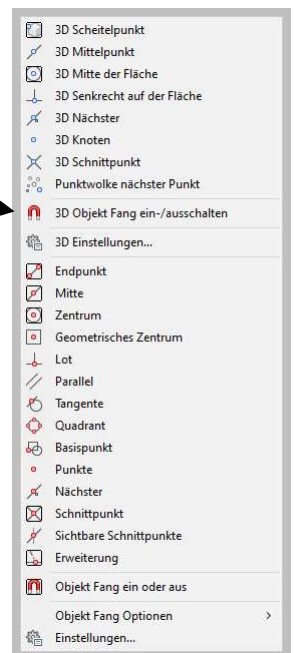 3D Scheitelpunkt
3D Mittelpunkt
3D Mitte der Fläche
3D Senkrecht auf der Fläche
3D Nächster
3D Knoten
3D Schnittpunkt
Punktwolke nächster Punkt
3D Objekt Fang ein-/ausschalten
3D Einstellungen...
Endpunkt
Mitte
Zentrum
Geometrisches Zentrum
Lot
Parallel
Tangente
Quadrant
Basispunkt
Punkte
Nächster
Schnittpunkt
Sichtbare Schnittpunkte
Erweiterung
Objekt Fang ein oder aus
Objekt Fang Optionen
Einstellungen...